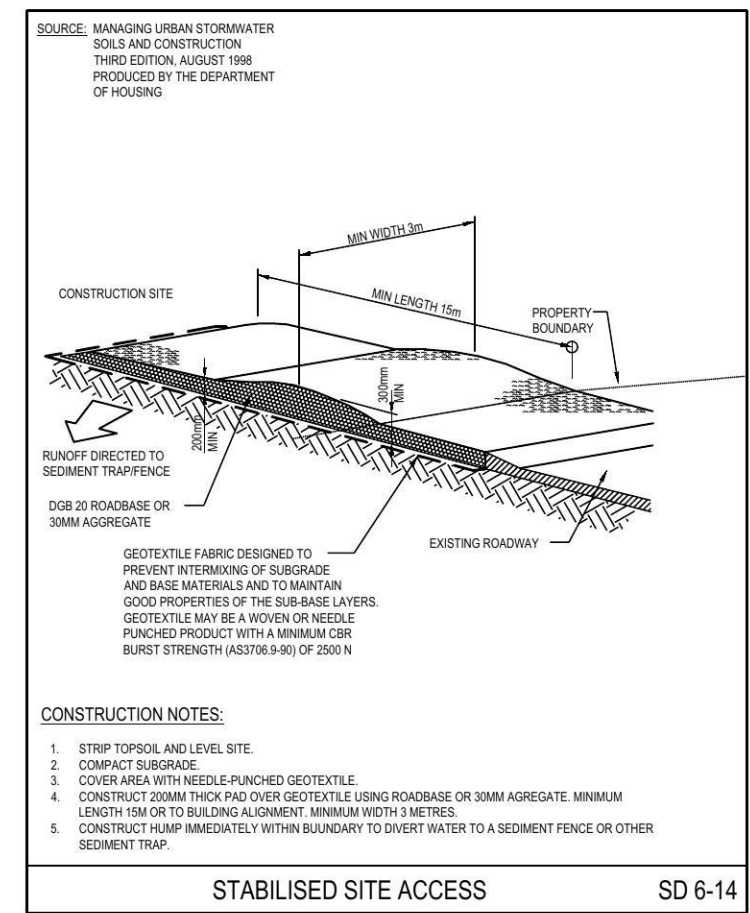 SOURCE: MANAGING URBAN STORMWATER
SOILS AND CONSTRUCTION
THIRD EDITION, AUGUST 1998
PRODUCED BY THE DEPARTMENT
OF HOUSING
MIN WIDTH 3m
MIN LENGTH 15m
CONSTRUCTION SITE
PROPERTY
BOUNDARY
300mm
MIN
200mm
MIN
RUNOFF DIRECTED TO
SEDIMENT TRAP/FENCE
DGB 20 ROADBASE OR
30MM AGGREGATE
EXISTING ROADWAY
GEOTEXTILE FABRIC DESIGNED TO
PREVENT INTERMIXING OF SUBGRADE
AND BASE MATERIALS AND TO MAINTAIN
GOOD PROPERTIES OF THE SUB-BASE LAYERS.
GEOTEXTILE MAY BE A WOVEN OR NEEDLE
PUNCHED PRODUCT WITH A MINIMUM CBR
BURST STRENGTH (AS3706.9-90) OF 2500 N
CONSTRUCTION NOTES:
1. STRIP TOPSOIL AND LEVEL SITE.
2. COMPACT SUBGRADE.
3. COVER AREA WITH NEEDLE-PUNCHED GEOTEXTILE.
4. CONSTRUCT 200MM THICK PAD OVER GEOTEXTILE USING ROADBASE OR 30MM AGREGATE. MINIMUM
LENGTH 15M OR TO BUILDING ALIGNMENT. MINIMUM WIDTH 3 METRES.
5. CONSTRUCT HUMP IMMEDIATELY WITHIN BUUNDARY TO DIVERT WATER TO A SEDIMENT FENCE OR OTHER
SEDIMENT TRAP.
STABILISED SITE ACCESS SD 6-14